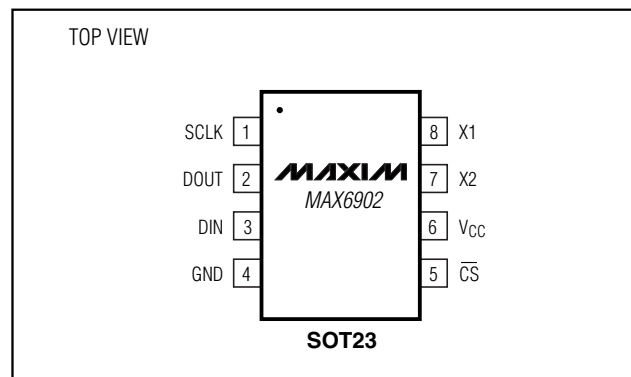 TOP VIEW
SCLK 1 8 X1
DOUT 2 MAXIM 7 X2
MAX6902
DIN 3 6 VCC
GND 4 5 C̅S̅
SOT23